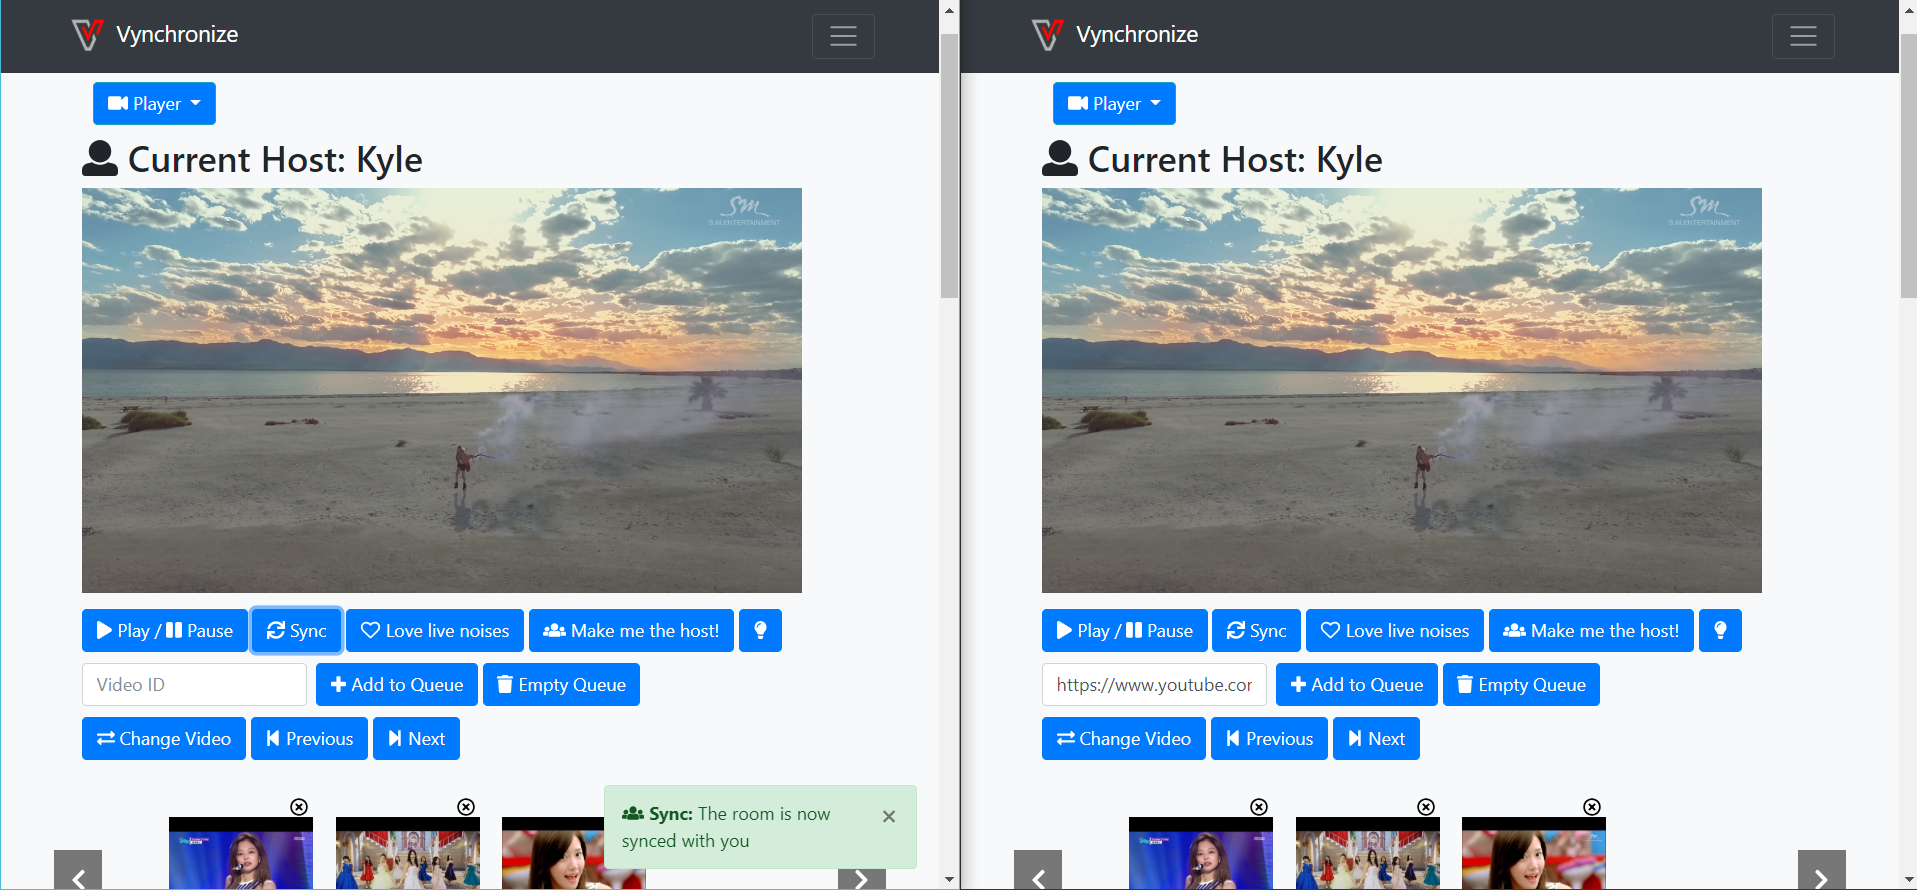 Vynchronize
Player
Current Host: Kyle
SM
S.M.ENTERTAINMENT
Play / Pause
Sync
Love live noises
Make me the host!
Video ID
Add to Queue
Empty Queue
Change Video
Previous
Next
Sync: The room is now
synced with you
×
Vynchronize
Player
Current Host: Kyle
SM
S.M.ENTERTAINMENT
Play / Pause
Sync
Love live noises
Make me the host!
https://www.youtube.cor
Add to Queue
Empty Queue
Change Video
Previous
Next